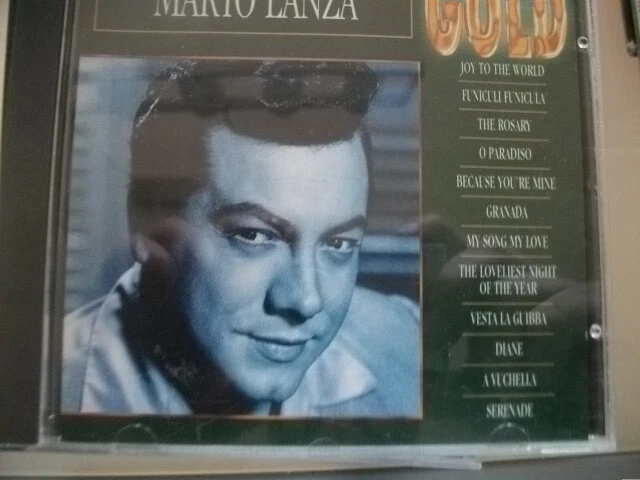 MARIO LANZA
GOLD
JOY TO THE WORLD
FUNICULI FUNICULA'
THE ROSARY
O PARADISO
BECAUSE YOU'RE MINE
GRANADA
MY SONG MY LOVE
THE LOVELIEST NIGHT
OF THE YEAR
VESTA LA GUIBBA
DIANE
A VUCHELLA
SERENADE